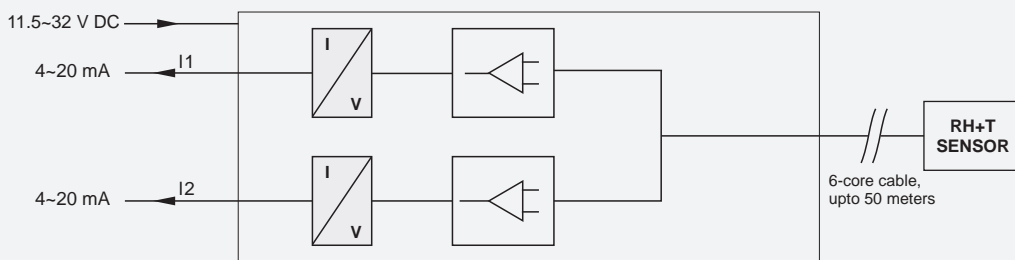 11.5~32 V DC
4~20 mA
I1
I
V
4~20 mA
I2
I
V
RH+T
SENSOR
6-core cable,
upto 50 meters